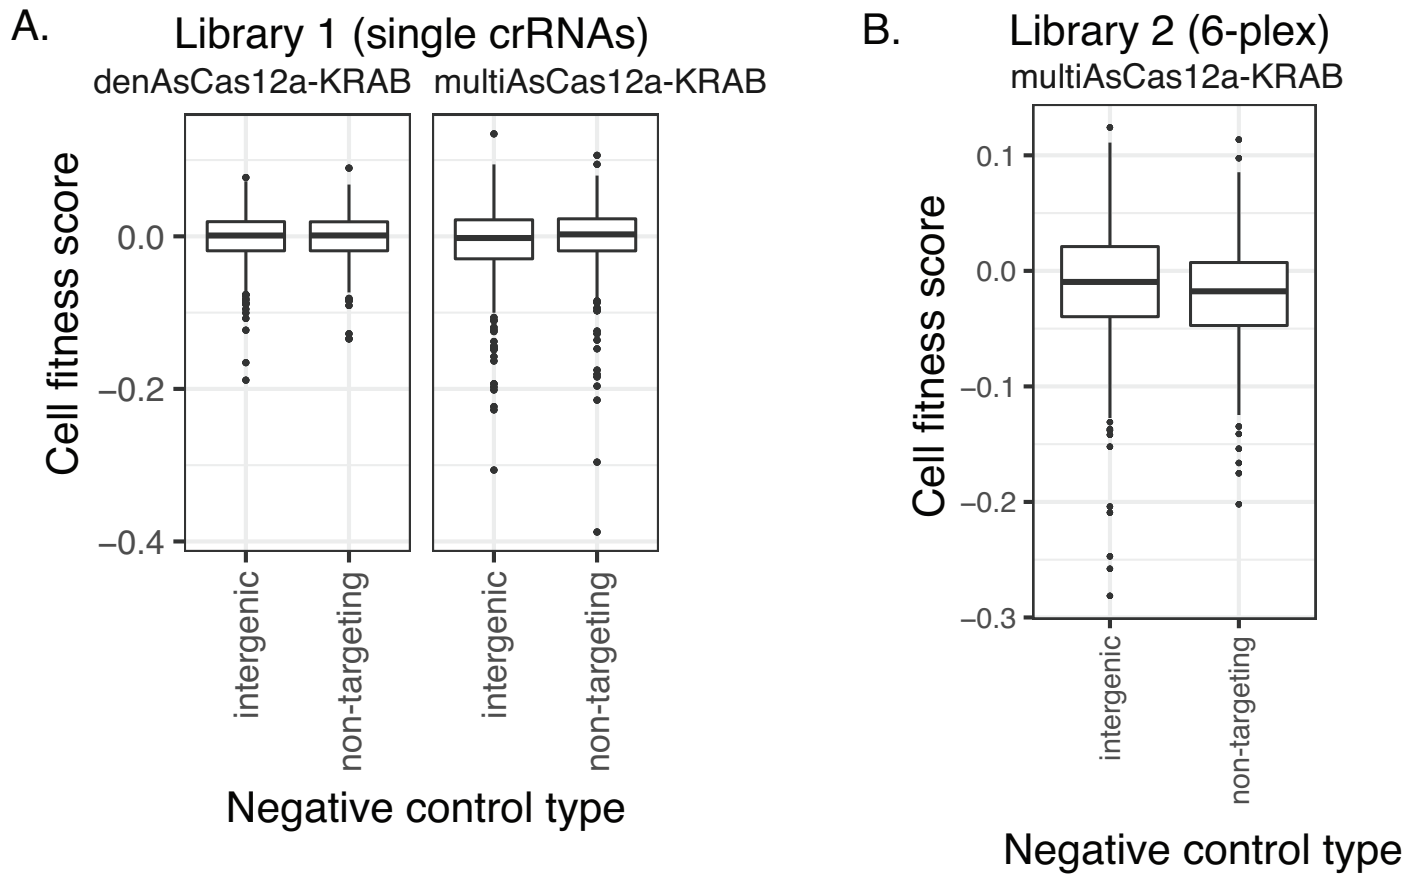 A.
Library 1 (single crRNAs)
denAsCas12a-KRAB
multiAsCas12a-KRAB
Cell fitness score
0.0
−0.2
−0.4
intergenic
non-targeting
intergenic
non-targeting
Negative control type
B.
Library 2 (6-plex)
multiAsCas12a-KRAB
Cell fitness score
0.1
0.0
−0.1
−0.2
−0.3
intergenic
non-targeting
Negative control type